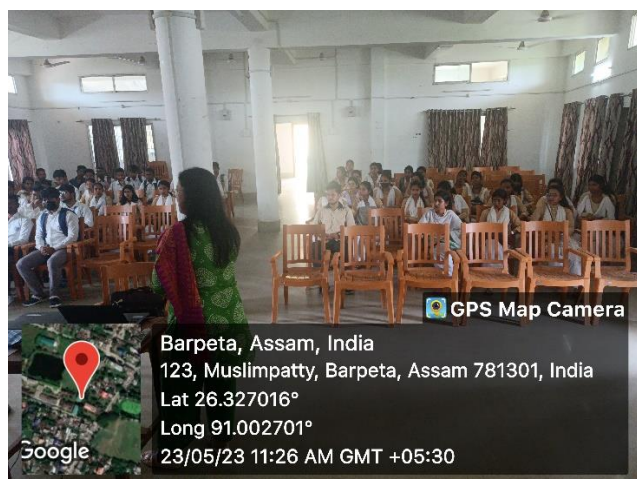 GPS Map Camera
Barpeta, Assam, India
123, Muslimpatty, Barpeta, Assam 781301, India
Lat 26.327016°
Long 91.002701°
23/05/23 11:26 AM GMT +05:30
Google